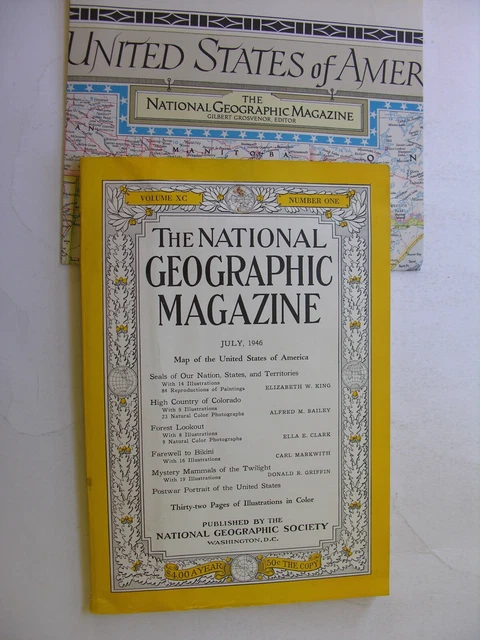 UNITED STATES of AMER
THE
NATIONAL GEOGRAPHIC MAGAZINE
GILBERT GROSVENOR, EDITOR
MANITOBA
O
VOLUME XC
NUMBER ONE
THE NATIONAL
GEOGRAPHIC
MAGAZINE
JULY, 1946
Map of the United States of America
Seals of Our Nation, States, and Territories
With 14 Illustrations
84 Reproductions of Paintings ELIZABETH W. KING
High Country of Colorado
With 8 Illustrations
23 Natural Color Photographs ALFRED M. BAILEY
Forest Lookout
With 8 Illustrations
9 Natural Color Photographs ELLA E. CLARK
Farewell to Bikini CARL MARKWITH
With 16 Illustrations
Mystery Mammals of the Twilight
With 19 Illustrations DONALD R. GRIFFIN
Postwar Portrait of the United States
Thirty-two Pages of Illustrations in Color
PUBLISHED BY THE
NATIONAL GEOGRAPHIC SOCIETY
WASHINGTON, D.C.
$4.00 A YEAR
50¢ THE COPY